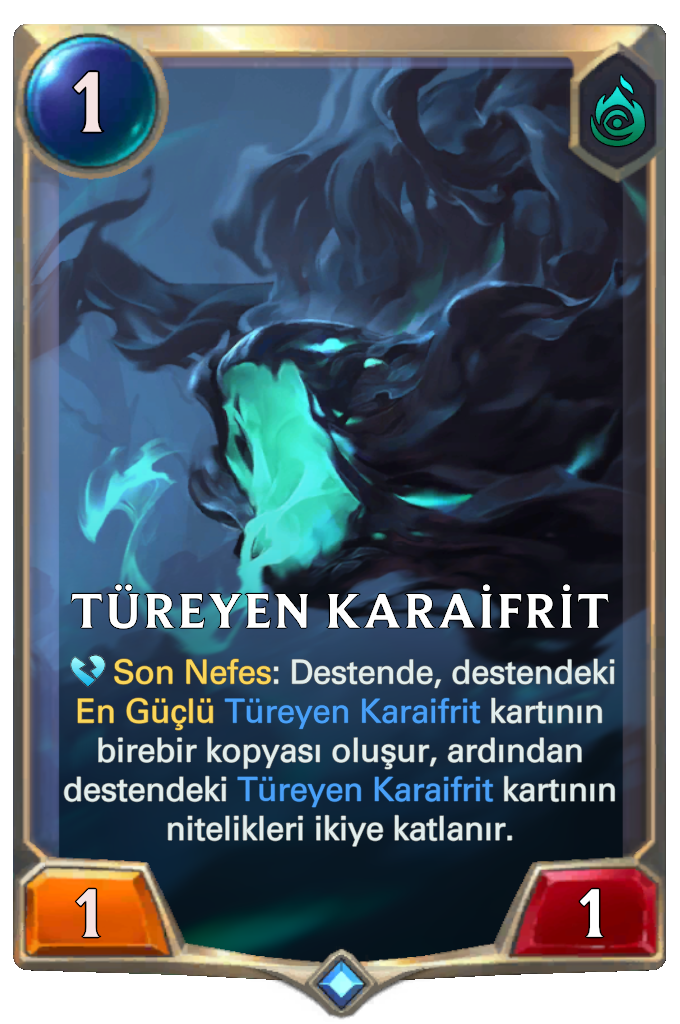 1
TÜREYEN KARAİFRİT
Son Nefes: Destende, destendeki
En Güçlü Türeyen Karaifrit kartının
birebir kopyası oluşur, ardından
destendeki Türeyen Karaifrit kartının
nitelikleri ikiye katlanır.
1
1